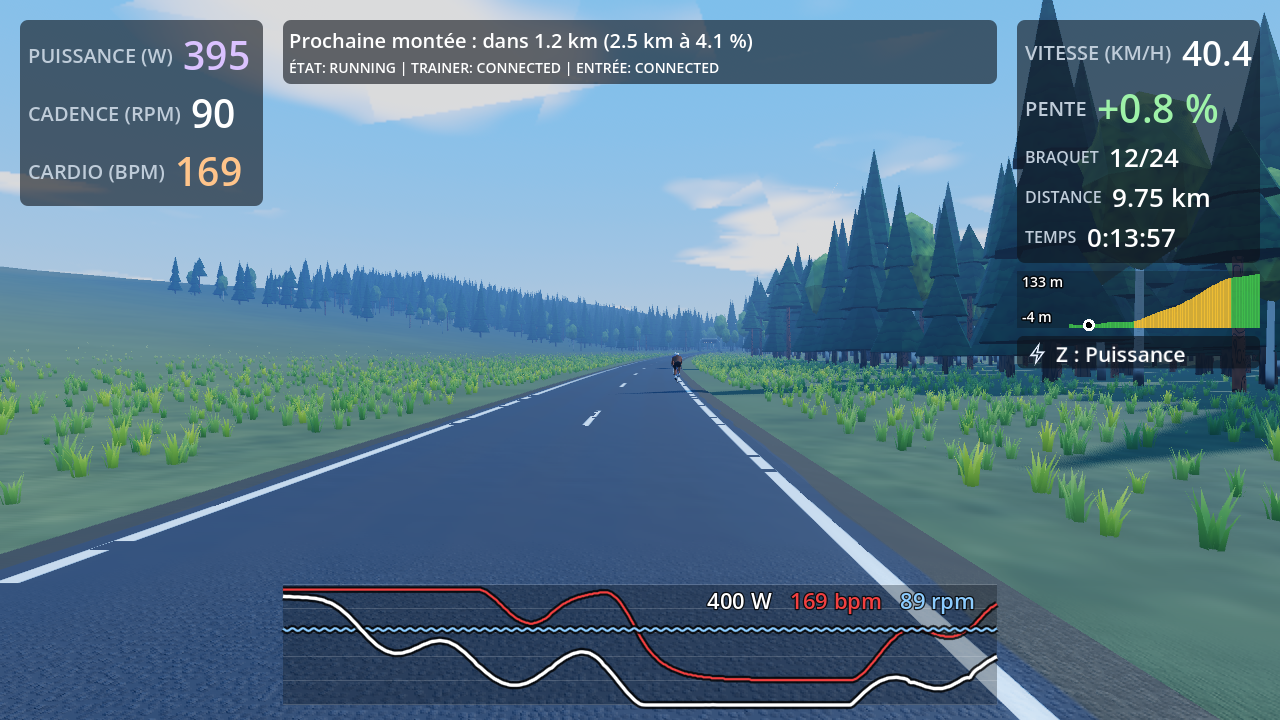 PUISSANCE (W) 395
CADENCE (RPM) 90
CARDIO (BPM) 169
Prochaine montée : dans 1.2 km (2.5 km à 4.1 %)
ÉTAT: RUNNING | TRAINER: CONNECTED | ENTRÉE: CONNECTED
VITESSE (KM/H) 40.4
PENTE +0.8 %
BRAQUET 12/24
DISTANCE 9.75 km
TEMPS 0:13:57
133 m
-4 m
Z : Puissance
400 W 169 bpm 89 rpm